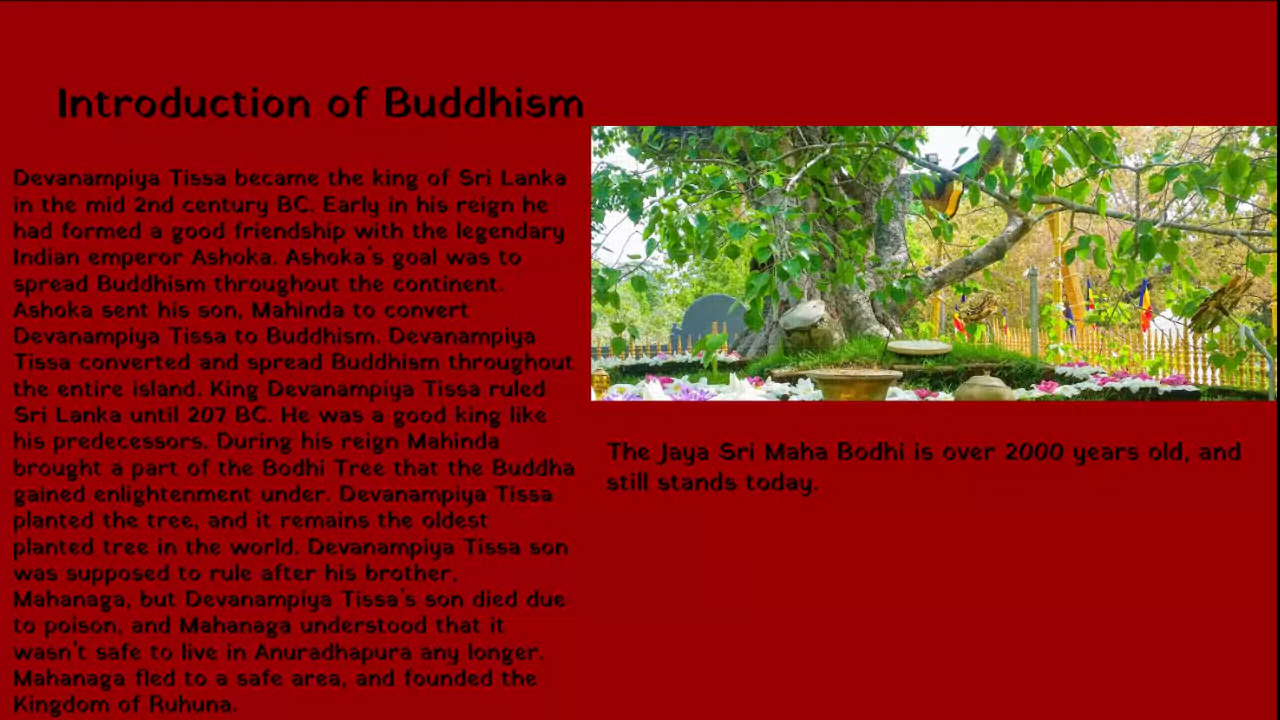 Introduction of Buddhism
Devanampiya Tissa became the king of Sri Lanka
in the mid 2nd century BC. Early in his reign he
had formed a good friendship with the legendary
Indian emperor Ashoka. Ashoka's goal was to
spread Buddhism throughout the continent.
Ashoka sent his son, Mahinda to convert
Devanampiya Tissa to Buddhism. Devanampiya
Tissa converted and spread Buddhism throughout
the entire island. King Devanampiya Tissa ruled
Sri Lanka until 207 BC. He was a good king like
his predecessors. During his reign Mahinda
brought a part of the Bodhi Tree that the Buddha
gained enlightenment under. Devanampiya Tissa
planted the tree, and it remains the oldest
planted tree in the world. Devanampiya Tissa son
was supposed to rule after his brother,
Mahanaga, but Devanampiya Tissa's son died due
to poison, and Mahanaga understood that it
wasn't safe to live in Anuradhapura any longer.
Mahanaga fled to a safe area, and founded the
Kingdom of Ruhuna.
The Jaya Sri Maha Bodhi is over 2000 years old, and
still stands today.